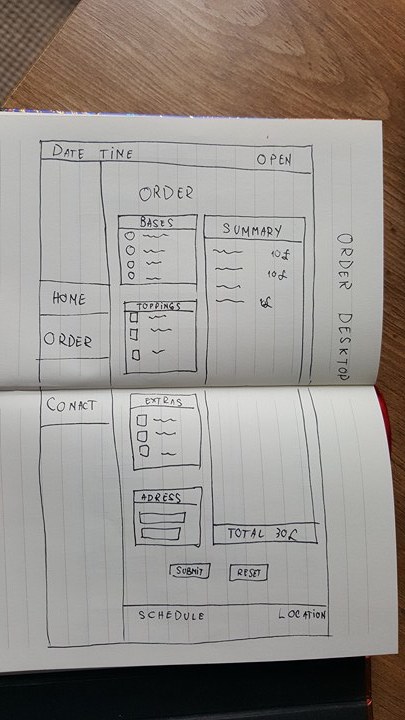 DATE TIME OPEN
ORDER
BASES
SUMMARY
10£
10£
1£
HOME
TOPPINGS
ORDER
ORDER DESKTOP
CONACT
EXTRAS
ADRESS
TOTAL 30£
SUBMIT RESET
SCHEDULE LOCATION